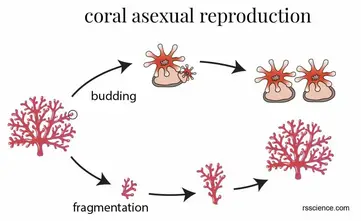 coral asexual reproduction
budding
fragmentation
rsscience.com